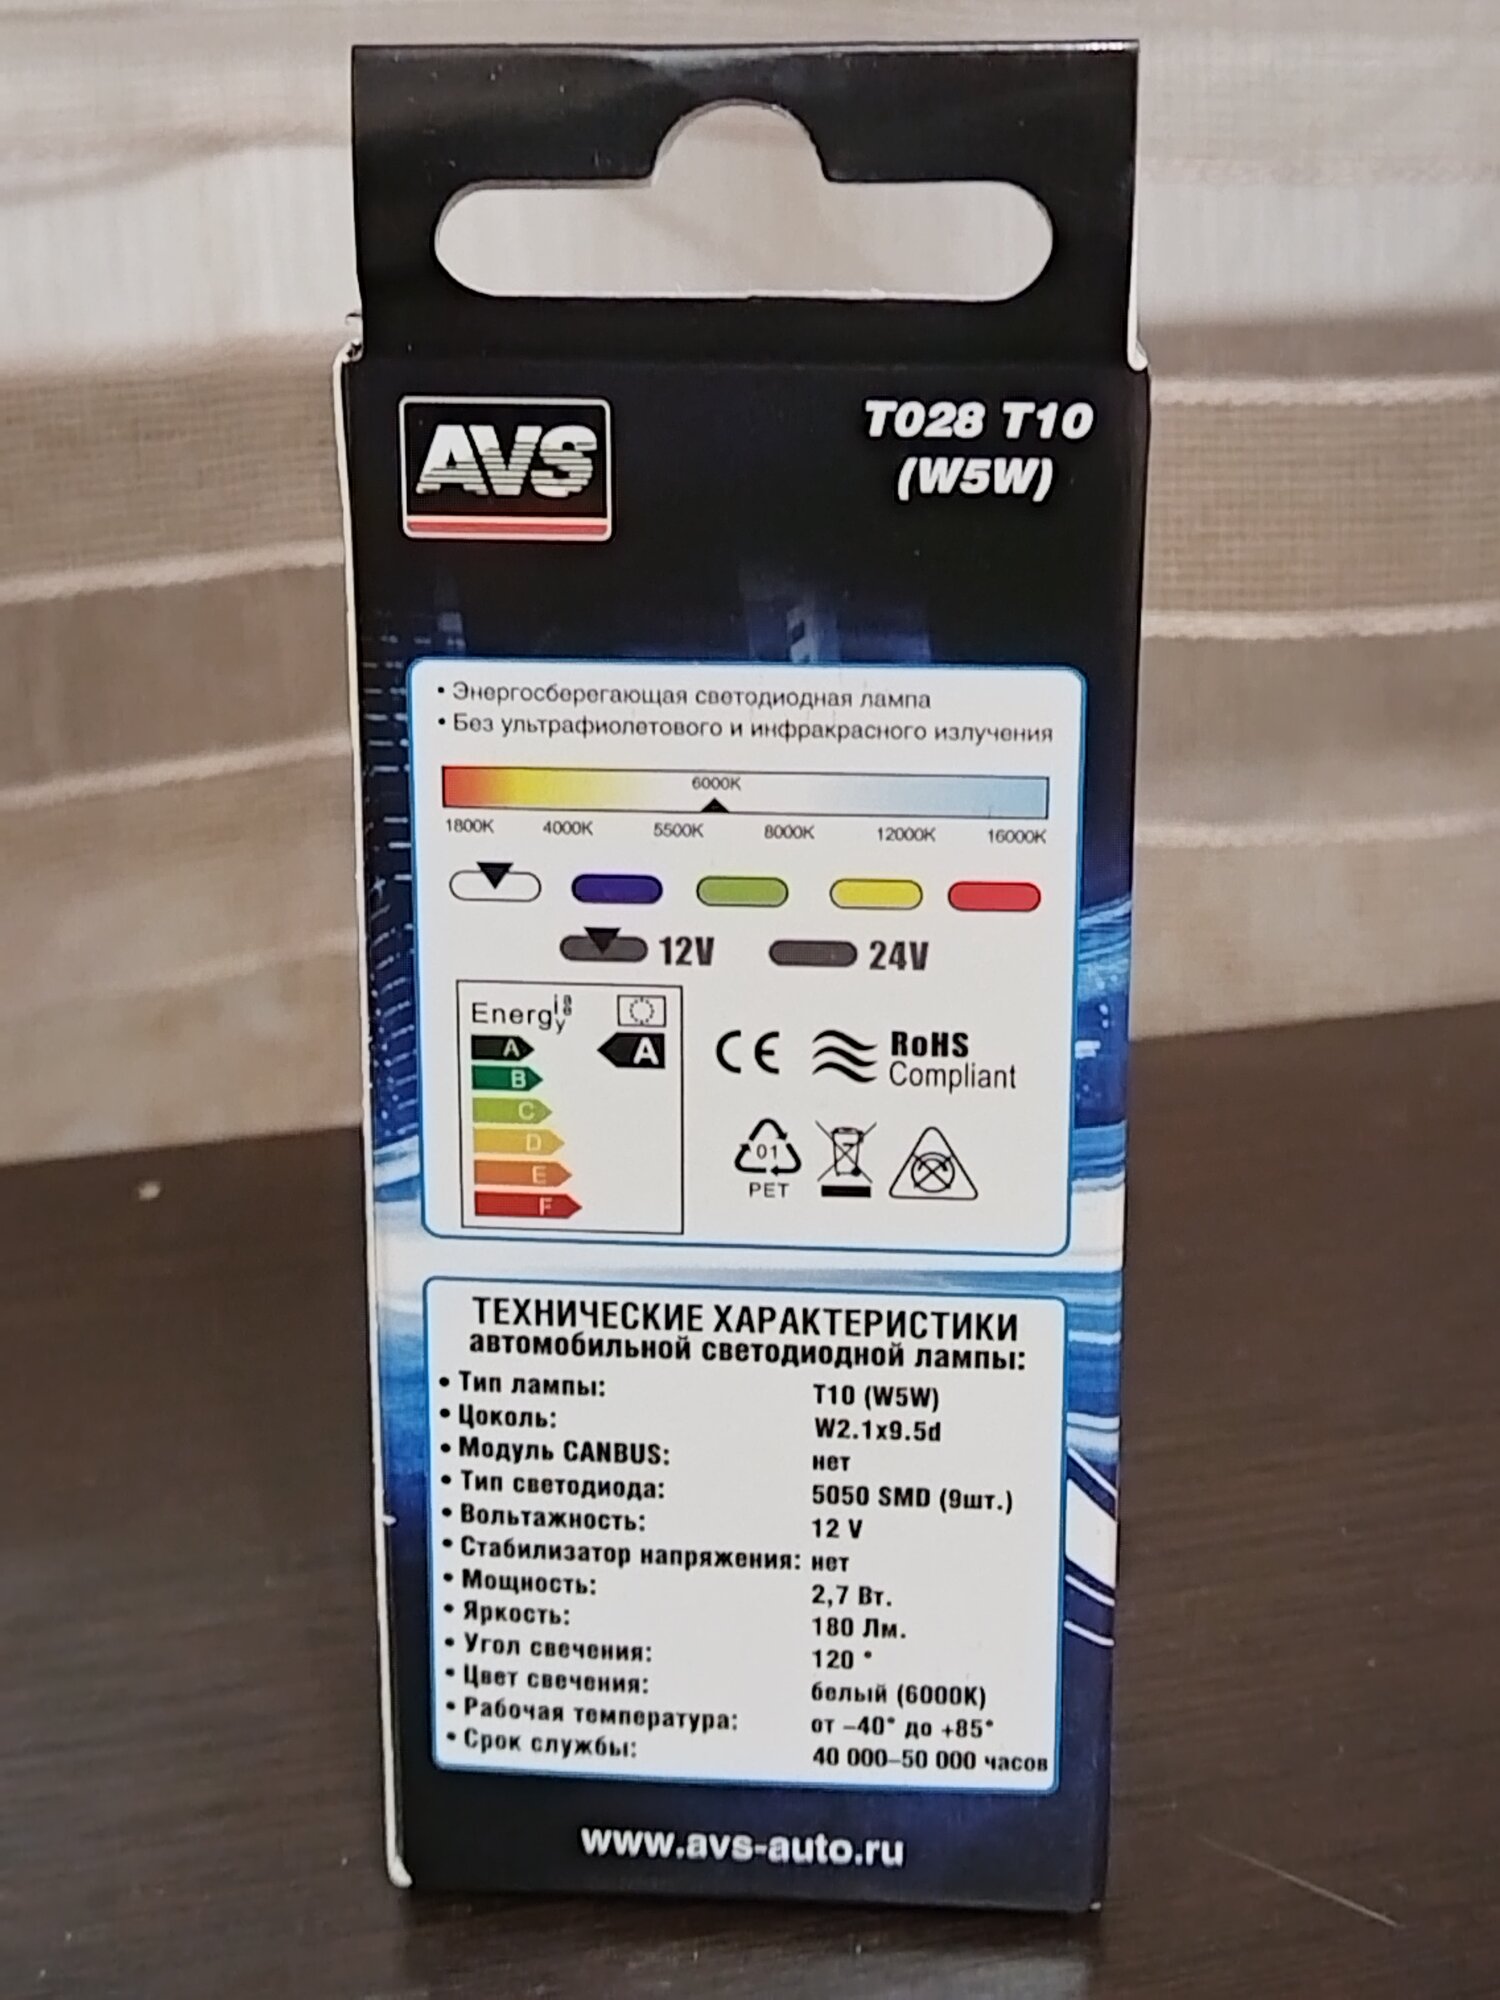 AVS
T028 T10
(W5W)
• Энергосберегающая светодиодная лампа
• Без ультрафиолетового и инфракрасного излучения
6000K
1800K 4000K 5500K 8000K 12000K 16000K
12V 24V
Energy ia ie
A A
B
C
D
E
F
CE RoHS
Compliant
01
PET
ТЕХНИЧЕСКИЕ ХАРАКТЕРИСТИКИ
автомобильной светодиодной лампы:
• Тип лампы: T10 (W5W)
• Цоколь: W2.1x9.5d
• Модуль CANBUS: нет
• Тип светодиода: 5050 SMD (9шт.)
• Вольтажность: 12 V
• Стабилизатор напряжения: нет
• Мощность: 2,7 Вт.
• Яркость: 180 Лм.
• Угол свечения: 120 °
• Цвет свечения: белый (6000K)
• Рабочая температура: от –40° до +85°
• Срок службы: 40 000–50 000 часов
www.avs-auto.ru